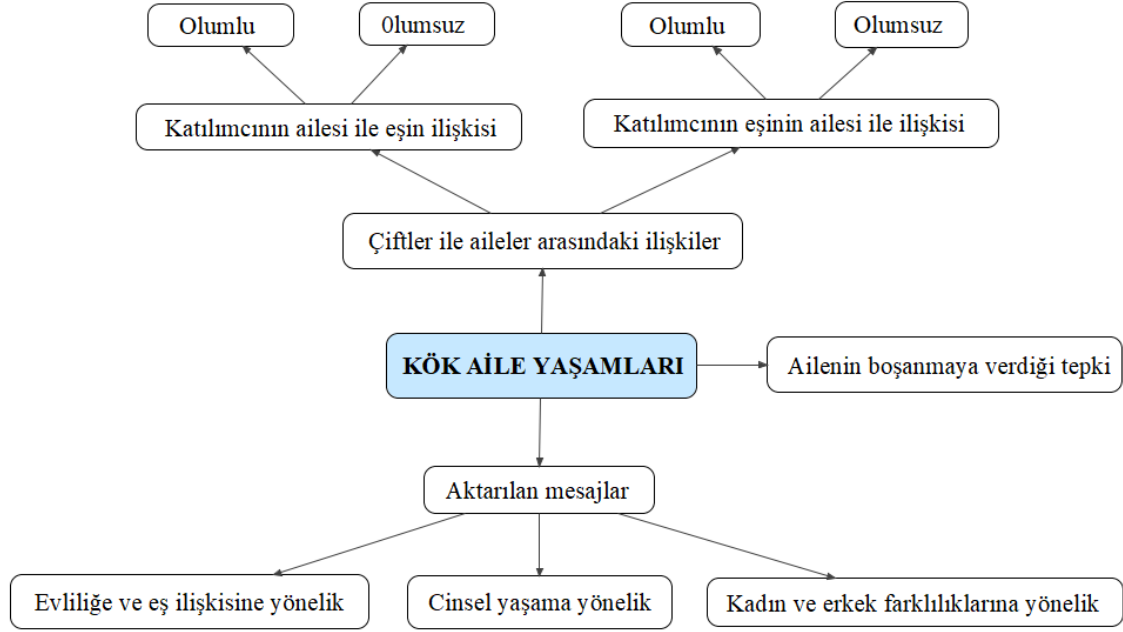 Olumlu
0lumsuz
Olumlu
Olumsuz
Katılımcının ailesi ile eşin ilişkisi
Katılımcının eşinin ailesi ile ilişkisi
Çiftler ile aileler arasındaki ilişkiler
KÖK AİLE YAŞAMLARI
Ailenin boşanmaya verdiği tepki
Aktarılan mesajlar
Evliliğe ve eş ilişkisine yönelik
Cinsel yaşama yönelik
Kadın ve erkek farklılıklarına yönelik